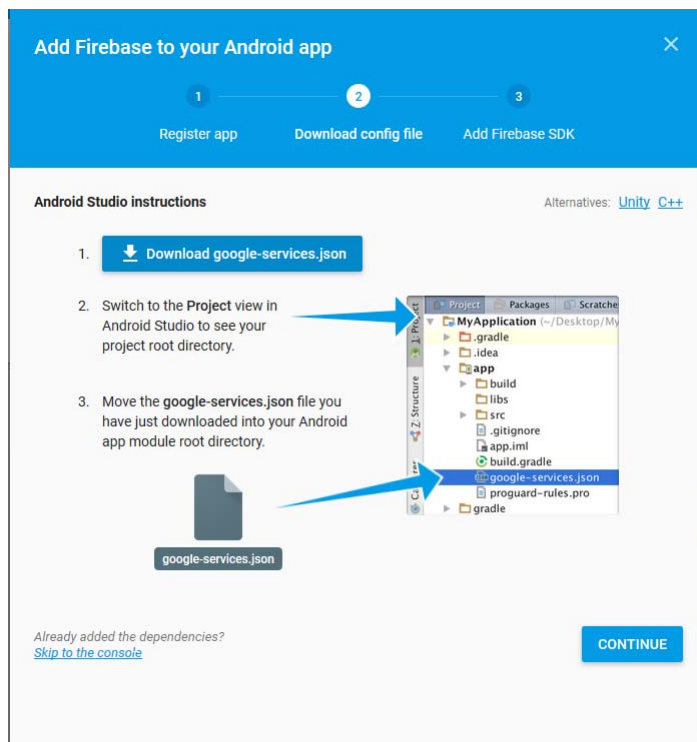 Add Firebase to your Android app
1
2
3
Register app
Download config file
Add Firebase SDK
Android Studio instructions
Alternatives: Unity C++
1. Download google-services.json
2. Switch to the Project view in
Android Studio to see your
project root directory.
3. Move the google-services.json file you
have just downloaded into your Android
app module root directory.
google-services.json
Project Packages Scratche
1: Project
Z: Structure
MyApplication (~/Desktop/My
.gradle
.idea
app
build
libs
src
.gitignore
app.iml
build.gradle
google-services.json
proguard-rules.pro
gradle
Already added the dependencies?
Skip to the console
CONTINUE